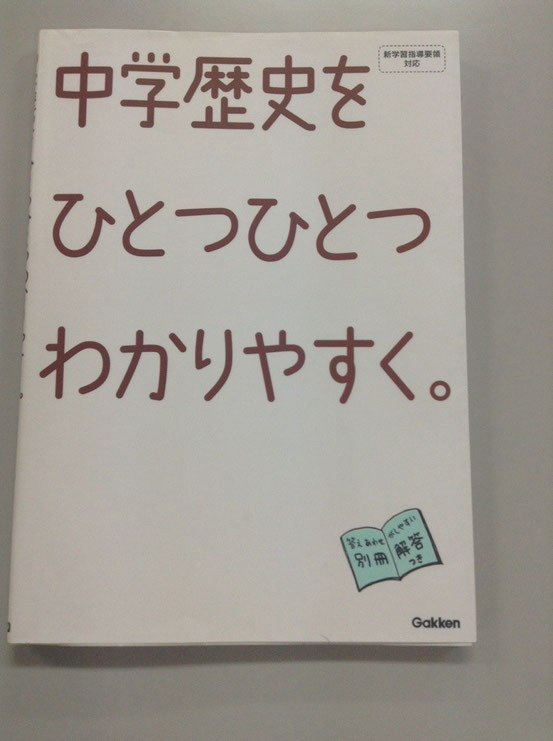 中学歴史を
新学習指導要領
対応
ひとつひとつ
わかりやすく。
答えあわせ
がしやすい
別冊
解答
つき
Gakken